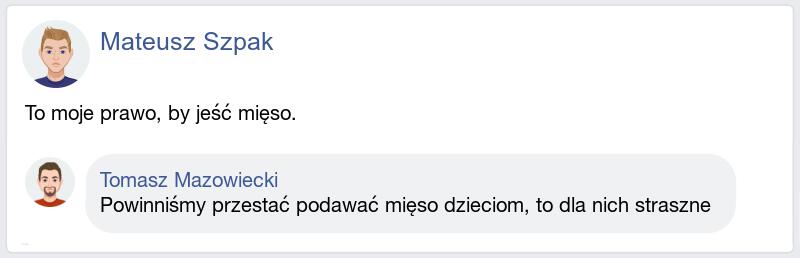 Mateusz Szpak
To moje prawo, by jeść mięso.
Tomasz Mazowiecki
Powinniśmy przestać podawać mięso dzieciom, to dla nich straszne